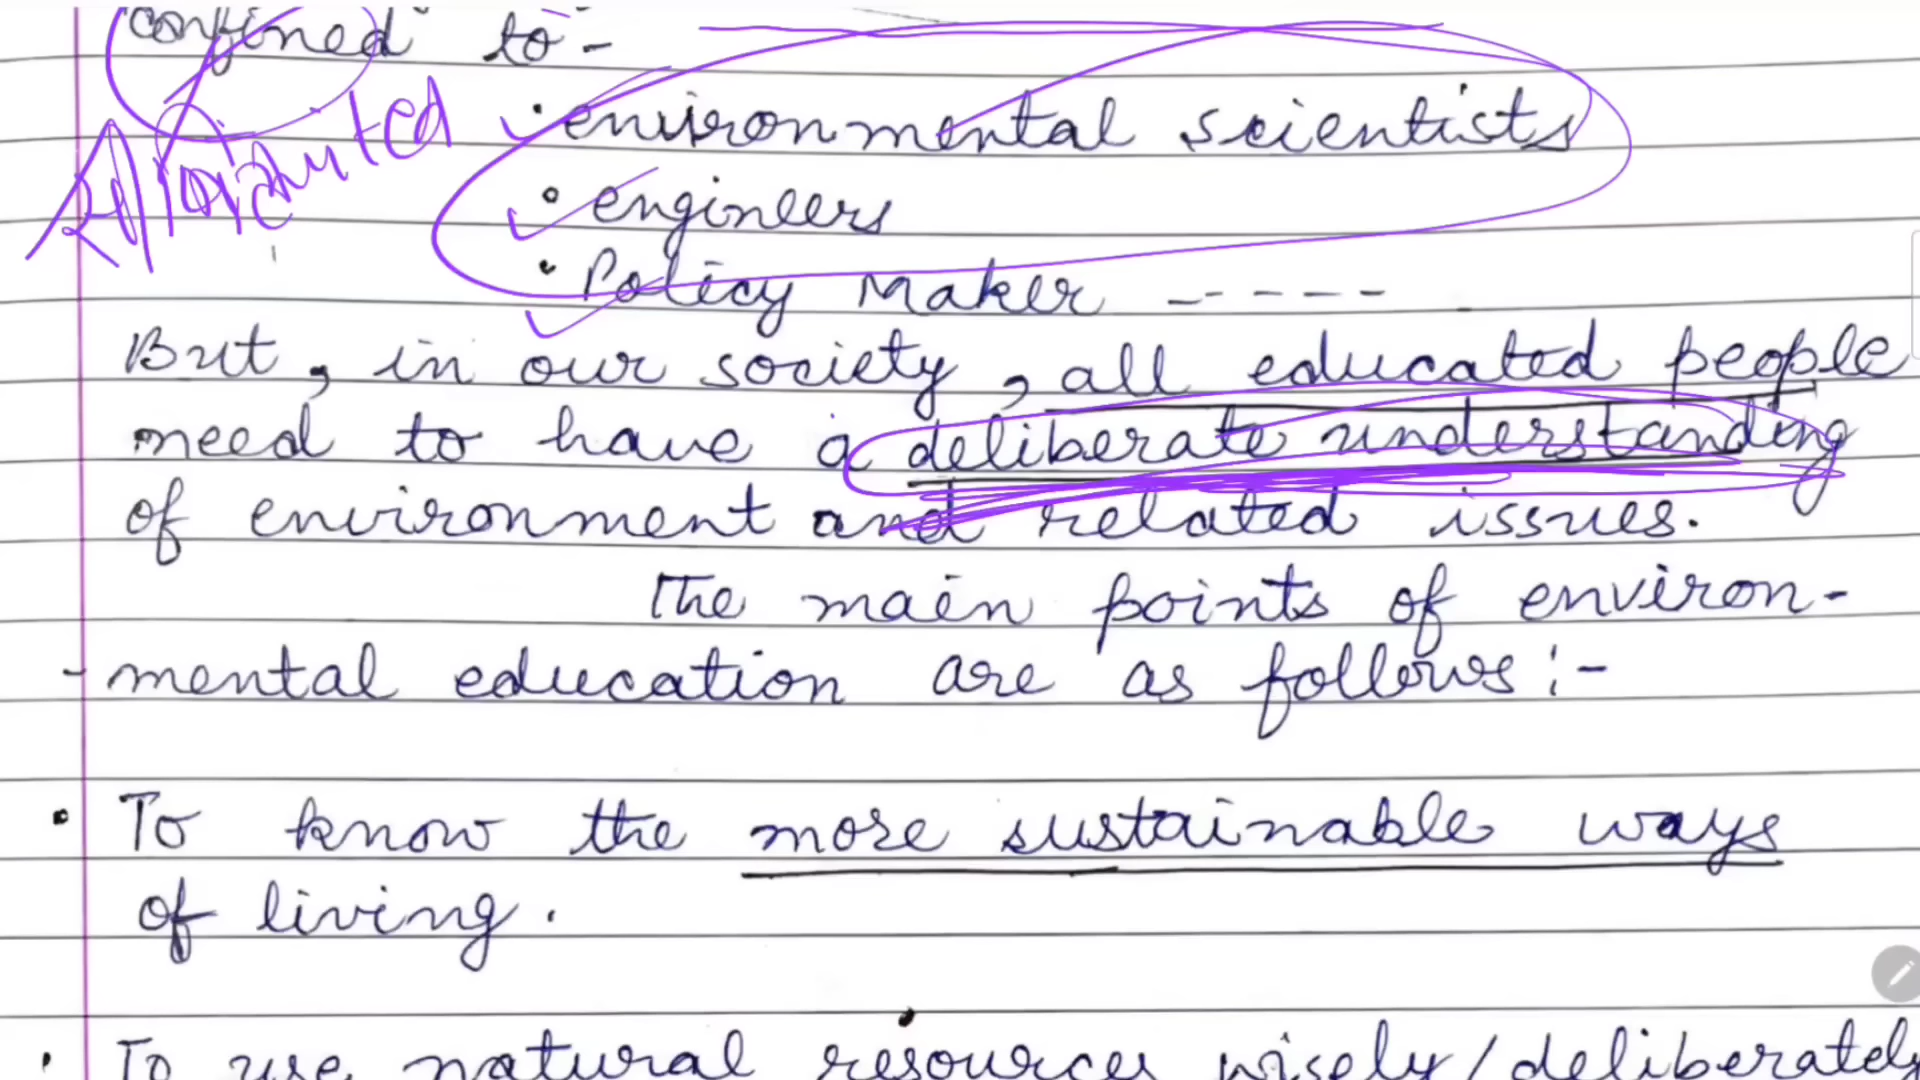 confined to-
• environmental scientists
• engineers
• Policy Maker -----
But, in our society, all educated people
need to have a deliberate understanding
of environment and related issues.
The main points of environ-
-mental education are as follows:-
• To know the more sustainable ways
of living.
• To use natural resources wisely/deliberately